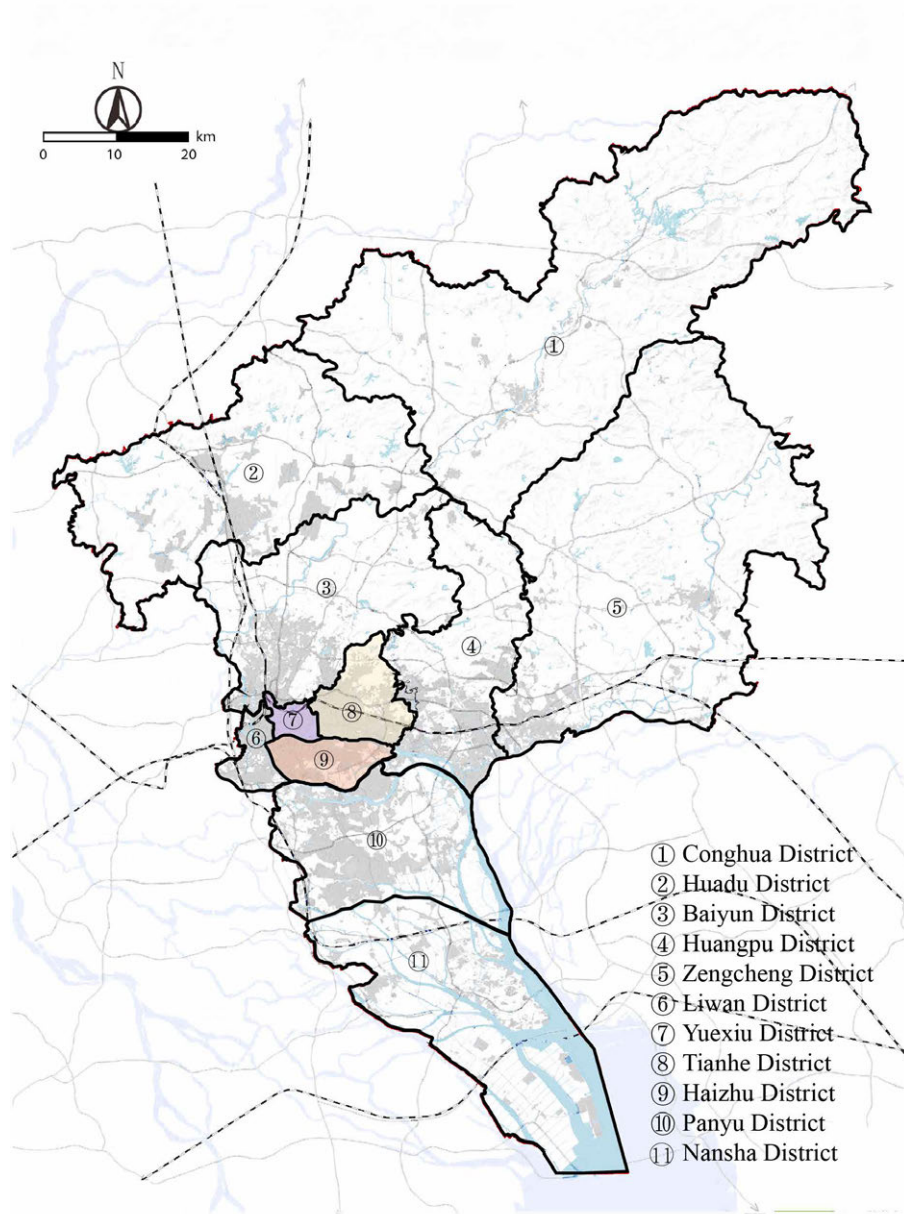 N
km
0 10 20
①
②
③
⑤
④
⑧
⑦
⑥
⑨
⑩
⑪
① Conghua District
② Huadu District
③ Baiyun District
④ Huangpu District
⑤ Zengcheng District
⑥ Liwan District
⑦ Yuexiu District
⑧ Tianhe District
⑨ Haizhu District
⑩ Panyu District
⑪ Nansha District